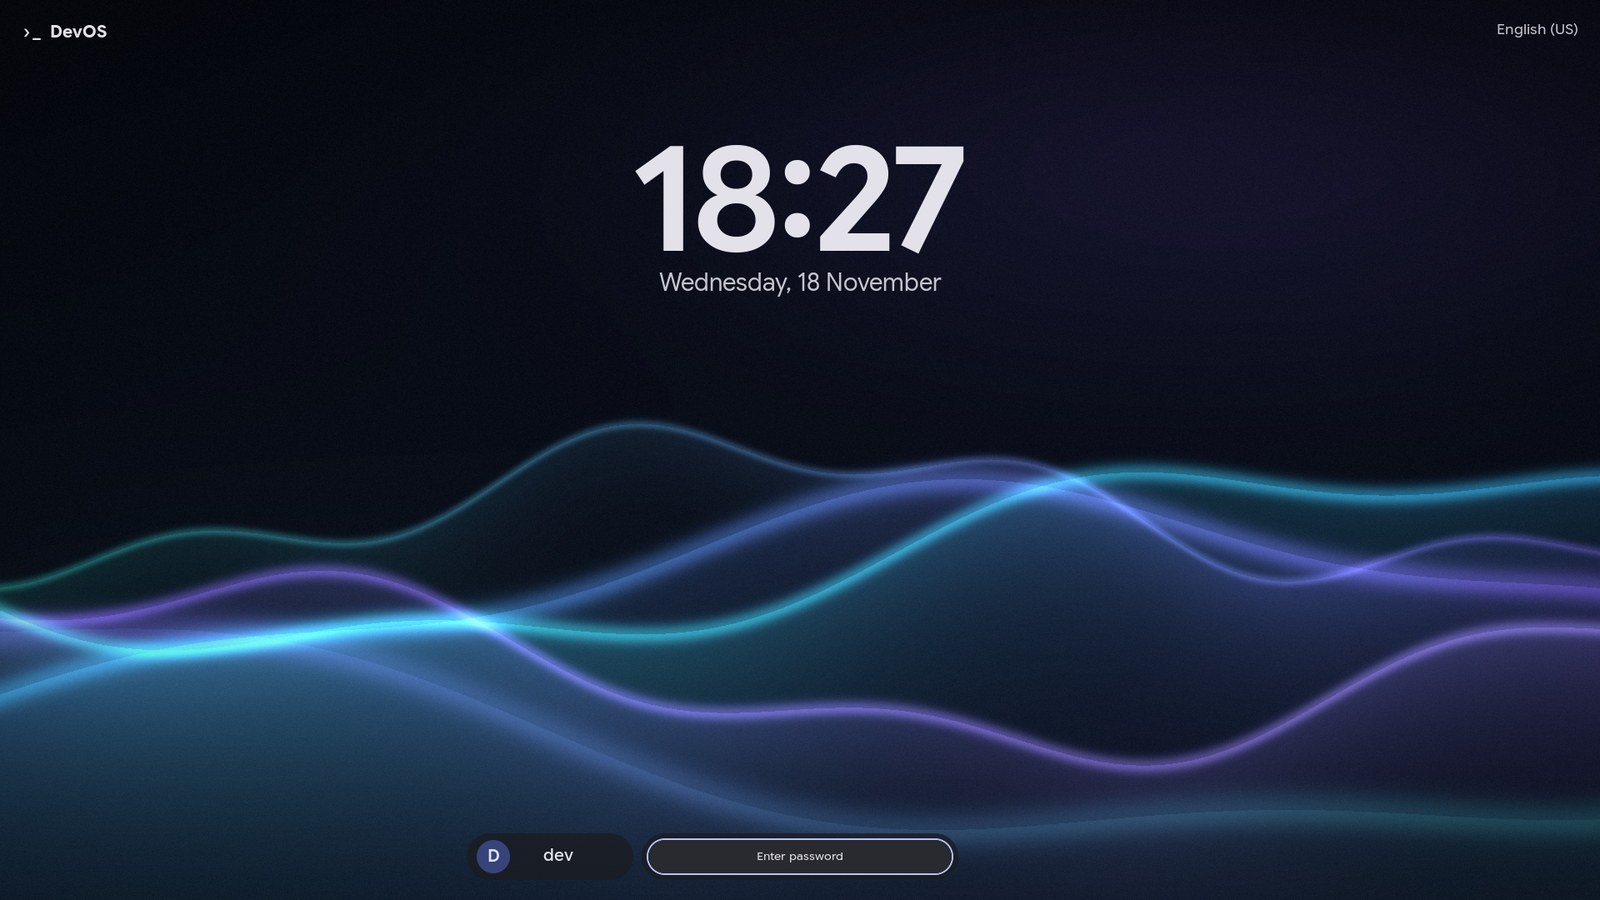 ›_ DevOS
English (US)
18:27
Wednesday, 18 November
D
dev
Enter password